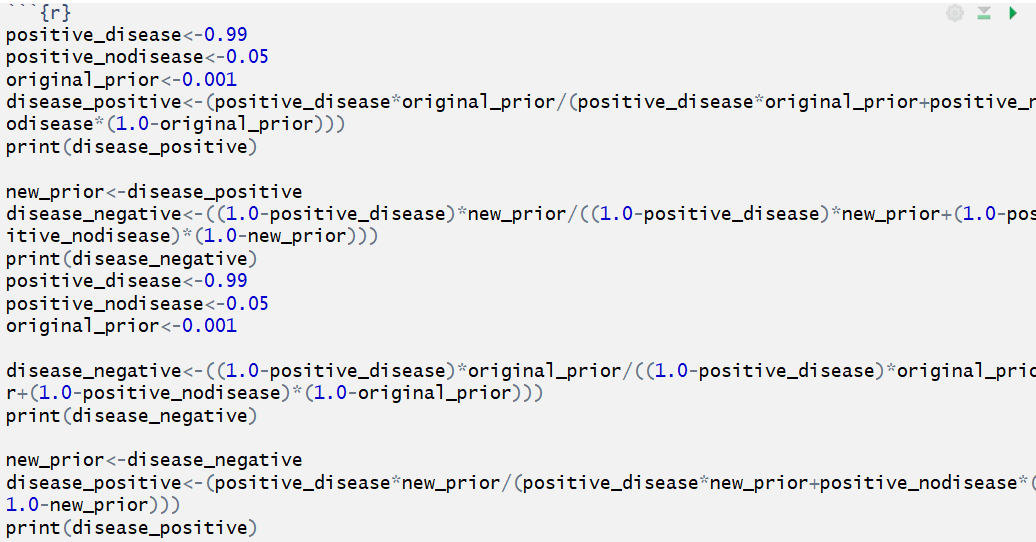 ```{r}
positive_disease<-0.99
positive_nodisease<-0.05
original_prior<-0.001
disease_positive<-(positive_disease*original_prior/(positive_disease*original_prior+positive_n
odisease*(1.0-original_prior)))
print(disease_positive)
new_prior<-disease_positive
disease_negative<-((1.0-positive_disease)*new_prior/((1.0-positive_disease)*new_prior+(1.0-pos
itive_nodisease)*(1.0-new_prior)))
print(disease_negative)
positive_disease<-0.99
positive_nodisease<-0.05
original_prior<-0.001
disease_negative<-((1.0-positive_disease)*original_prior/((1.0-positive_disease)*original_prio
r+(1.0-positive_nodisease)*(1.0-original_prior)))
print(disease_negative)
new_prior<-disease_negative
disease_positive<-(positive_disease*new_prior/(positive_disease*new_prior+positive_nodisease*(
1.0-new_prior)))
print(disease_positive)